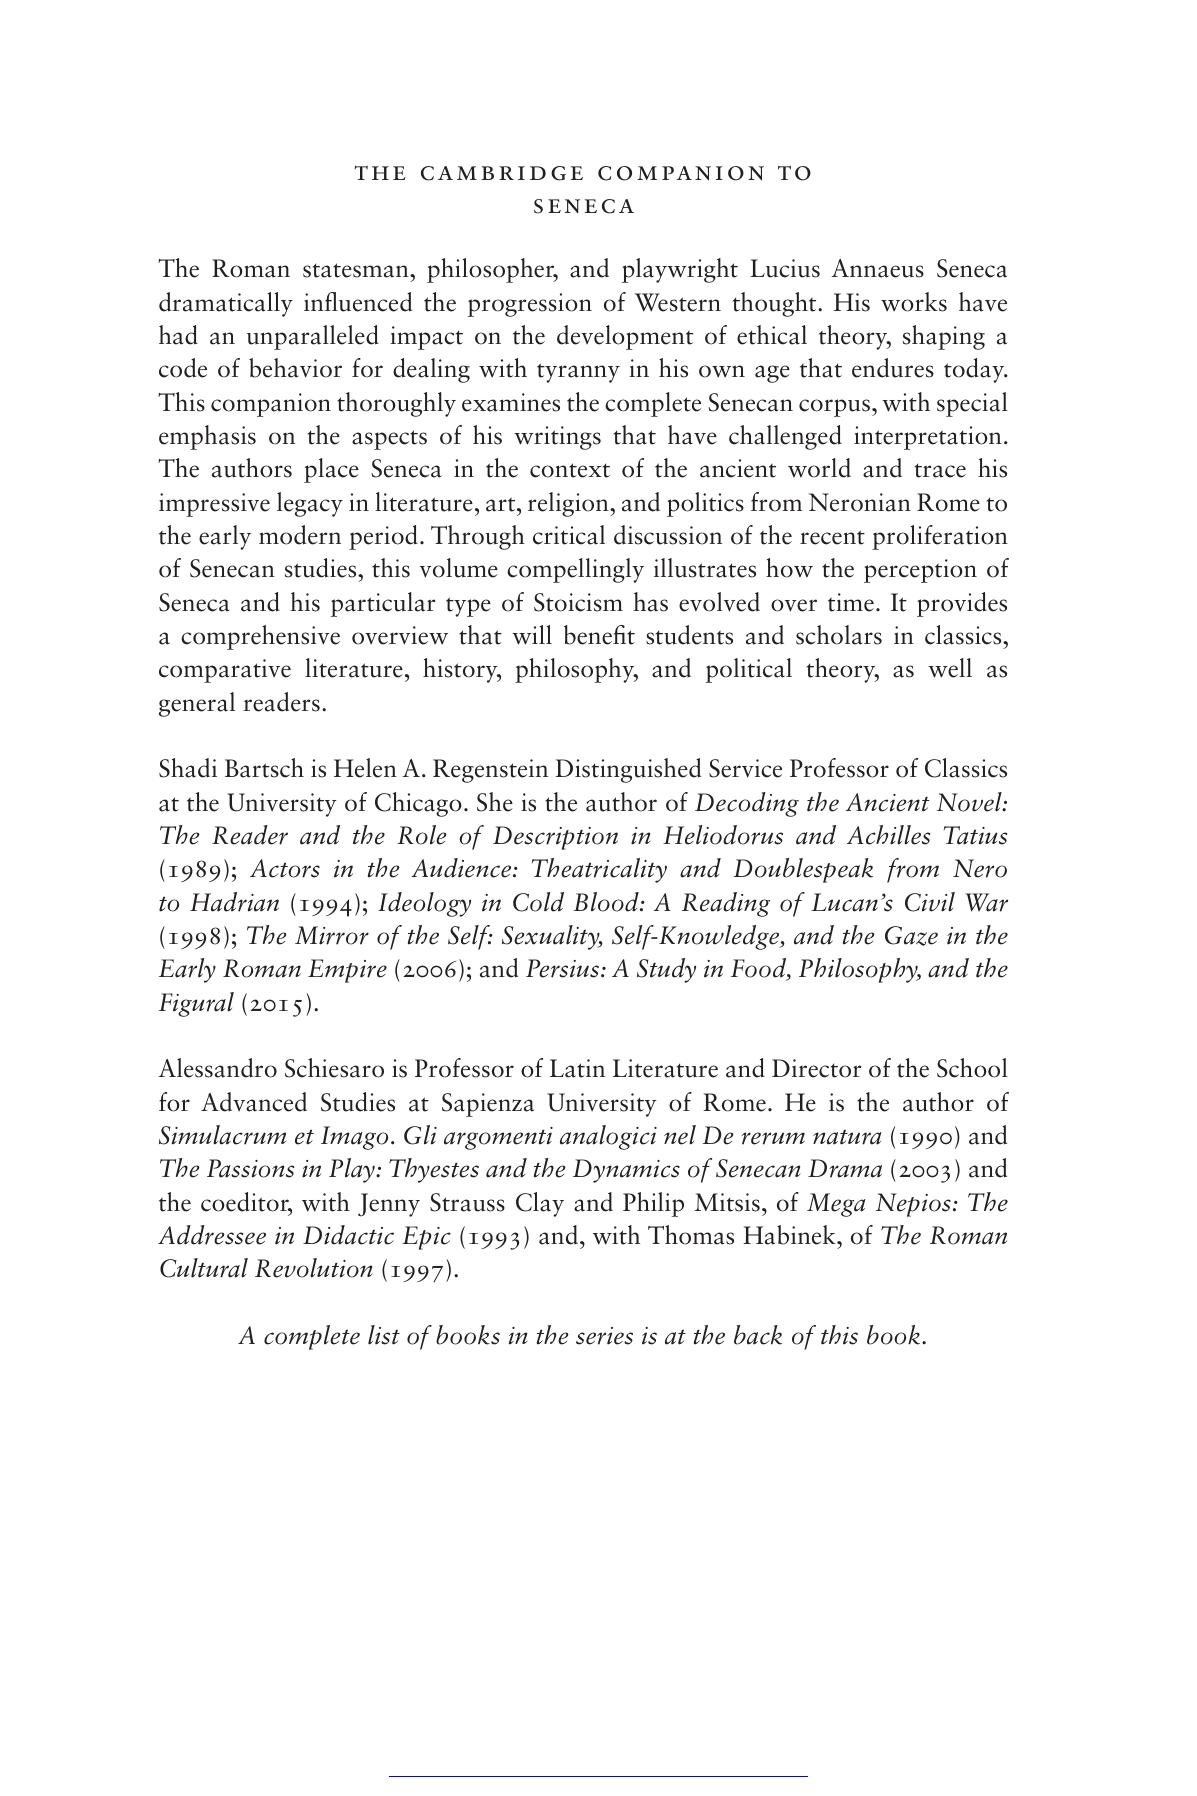 THE CAMBRIDGE COMPANION TO
SENECA
The Roman statesman, philosopher, and playwright Lucius Annaeus Seneca
dramatically influenced the progression of Western thought. His works have
had an unparalleled impact on the development of ethical theory, shaping a
code of behavior for dealing with tyranny in his own age that endures today.
This companion thoroughly examines the complete Senecan corpus, with special
emphasis on the aspects of his writings that have challenged interpretation.
The authors place Seneca in the context of the ancient world and trace his
impressive legacy in literature, art, religion, and politics from Neronian Rome to
the early modern period. Through critical discussion of the recent proliferation
of Senecan studies, this volume compellingly illustrates how the perception of
Seneca and his particular type of Stoicism has evolved over time. It provides
a comprehensive overview that will benefit students and scholars in classics,
comparative literature, history, philosophy, and political theory, as well as
general readers.
Shadi Bartsch is Helen A. Regenstein Distinguished Service Professor of Classics
at the University of Chicago. She is the author of Decoding the Ancient Novel:
The Reader and the Role of Description in Heliodorus and Achilles Tatius
(1989); Actors in the Audience: Theatricality and Doublespeak from Nero
to Hadrian (1994); Ideology in Cold Blood: A Reading of Lucan's Civil War
(1998); The Mirror of the Self: Sexuality, Self-Knowledge, and the Gaze in the
Early Roman Empire (2006); and Persius: A Study in Food, Philosophy, and the
Figural (2015).
Alessandro Schiesaro is Professor of Latin Literature and Director of the School
for Advanced Studies at Sapienza University of Rome. He is the author of
Simulacrum et Imago. Gli argomenti analogici nel De rerum natura (1990) and
The Passions in Play: Thyestes and the Dynamics of Senecan Drama (2003) and
the coeditor, with Jenny Strauss Clay and Philip Mitsis, of Mega Nepios: The
Addressee in Didactic Epic (1993) and, with Thomas Habinek, of The Roman
Cultural Revolution (1997).
A complete list of books in the series is at the back of this book.